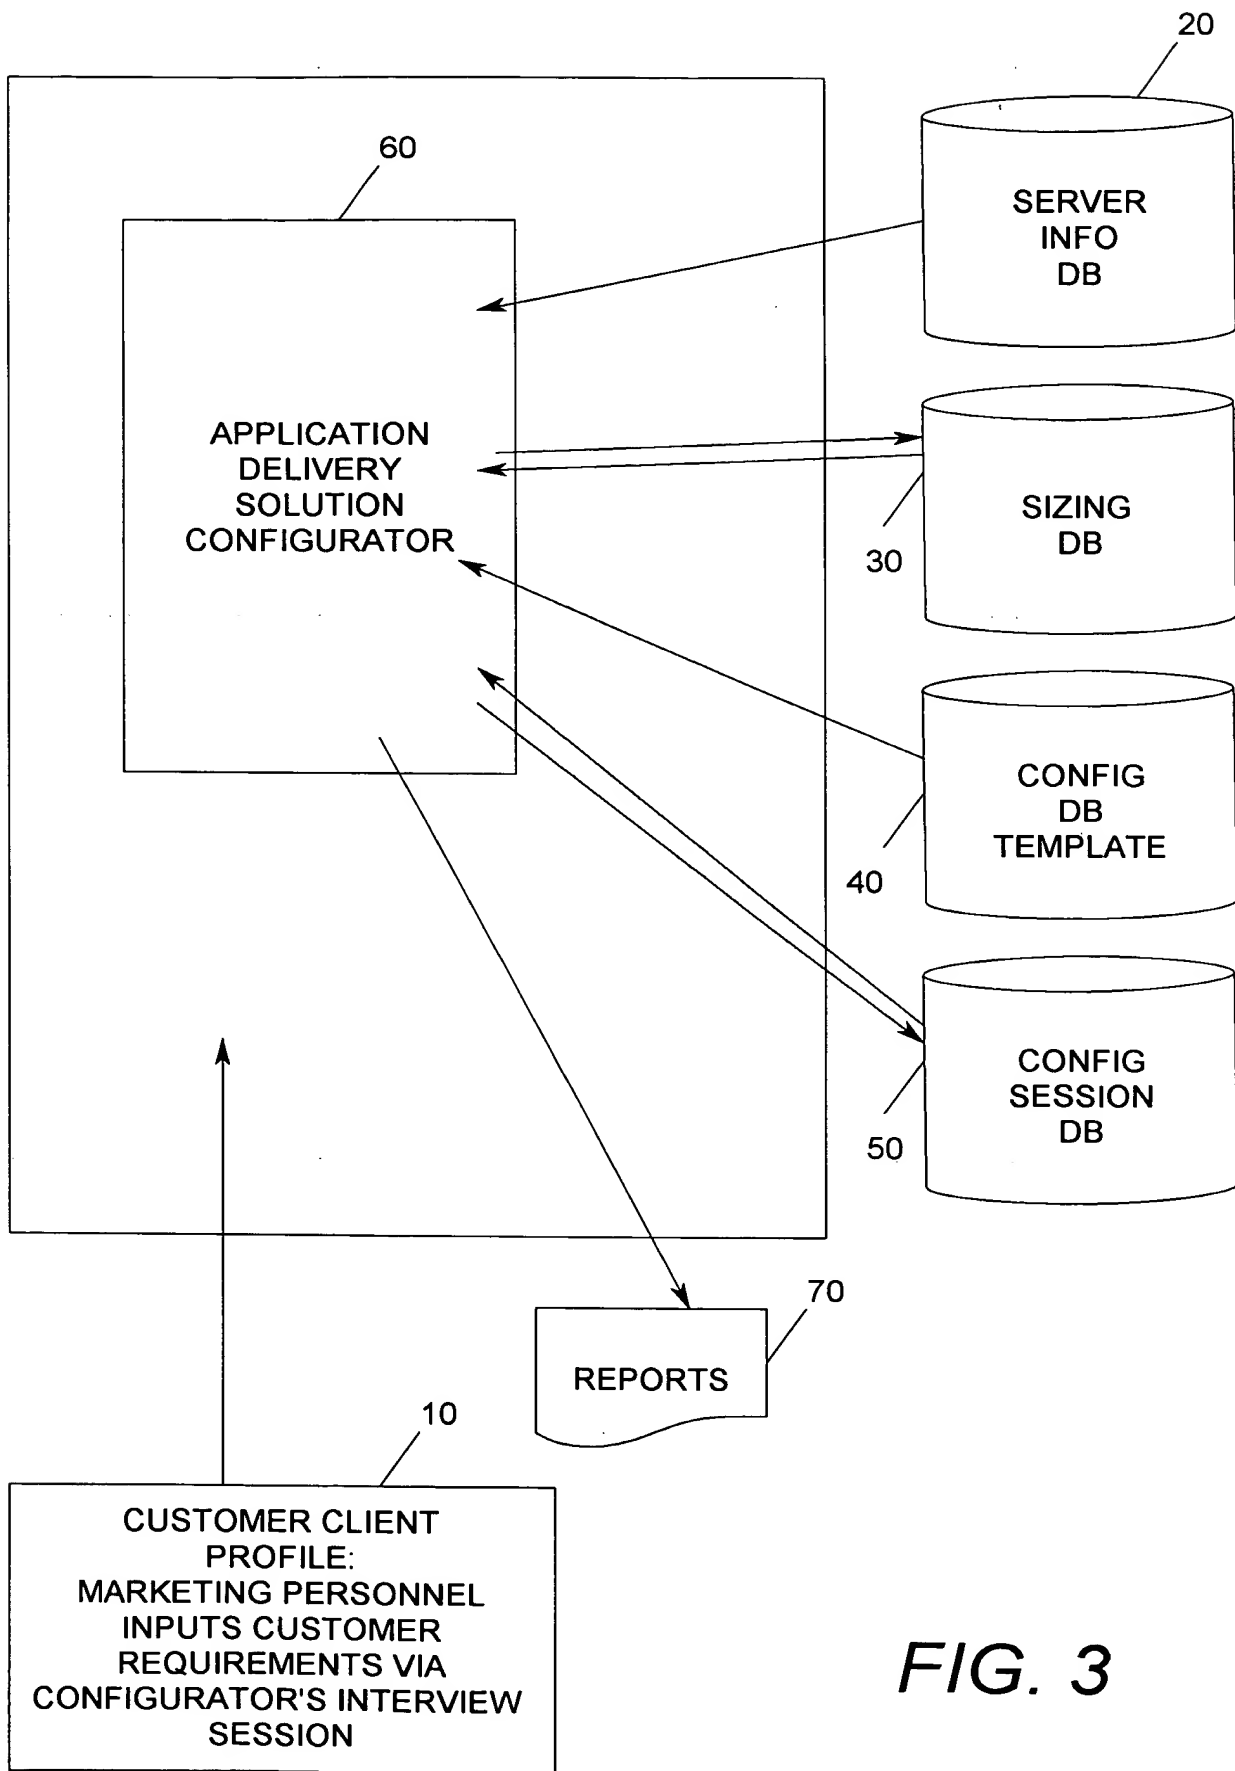 20
SERVER
INFO
DB
60
APPLICATION
DELIVERY
SOLUTION
CONFIGURATOR
30
SIZING
DB
40
CONFIG
DB
TEMPLATE
50
CONFIG
SESSION
DB
70
REPORTS
10
CUSTOMER CLIENT
PROFILE:
MARKETING PERSONNEL
INPUTS CUSTOMER
REQUIREMENTS VIA
CONFIGURATOR'S INTERVIEW
SESSION
FIG. 3